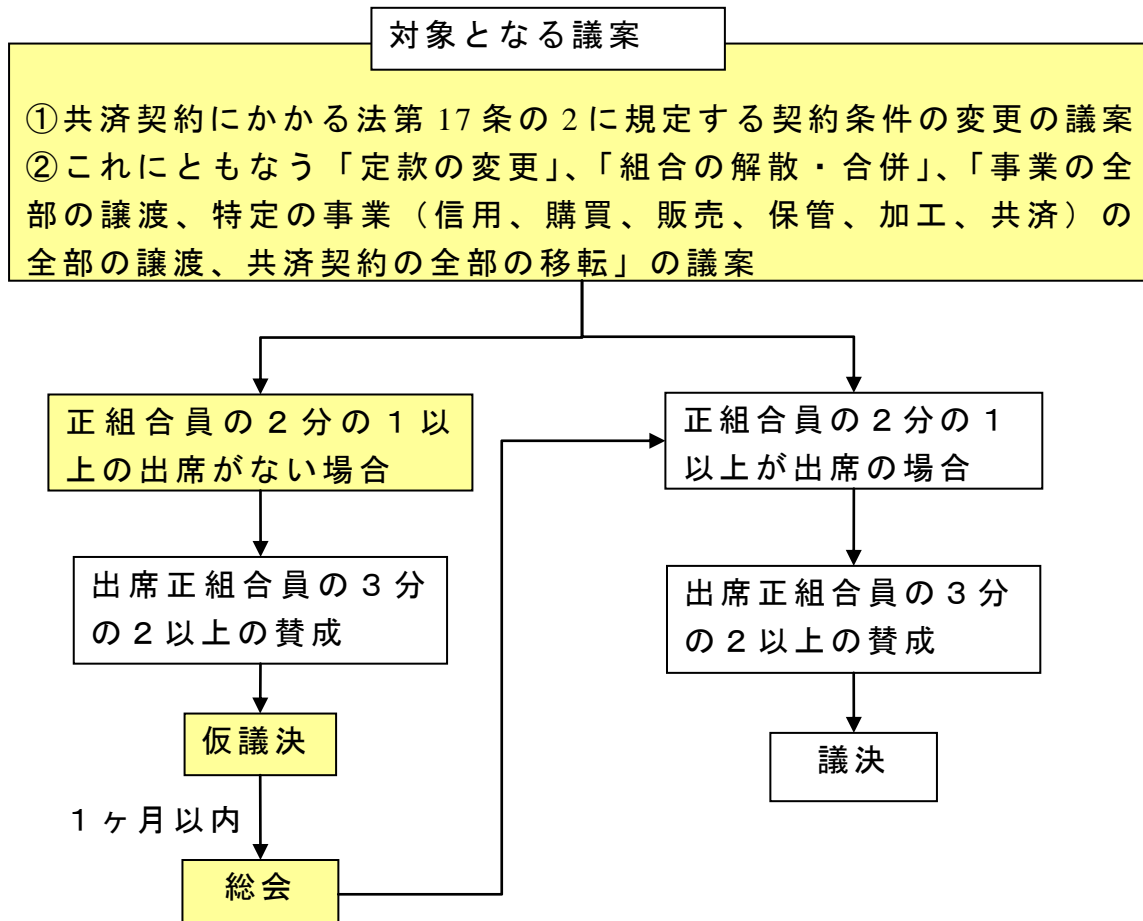 対象となる議案
①共済契約にかかる法第17条の2に規定する契約条件の変更の議案
②これにともなう「定款の変更」、「組合の解散・合併」、「事業の全
部の譲渡、特定の事業（信用、購買、販売、保管、加工、共済）の
全部の譲渡、共済契約の全部の移転」の議案
正組合員の２分の１以
上の出席がない場合
出席正組合員の３分
の２以上の賛成
仮議決
１ヶ月以内
総会
正組合員の２分の１
以上が出席の場合
出席正組合員の３分
の２以上の賛成
議決